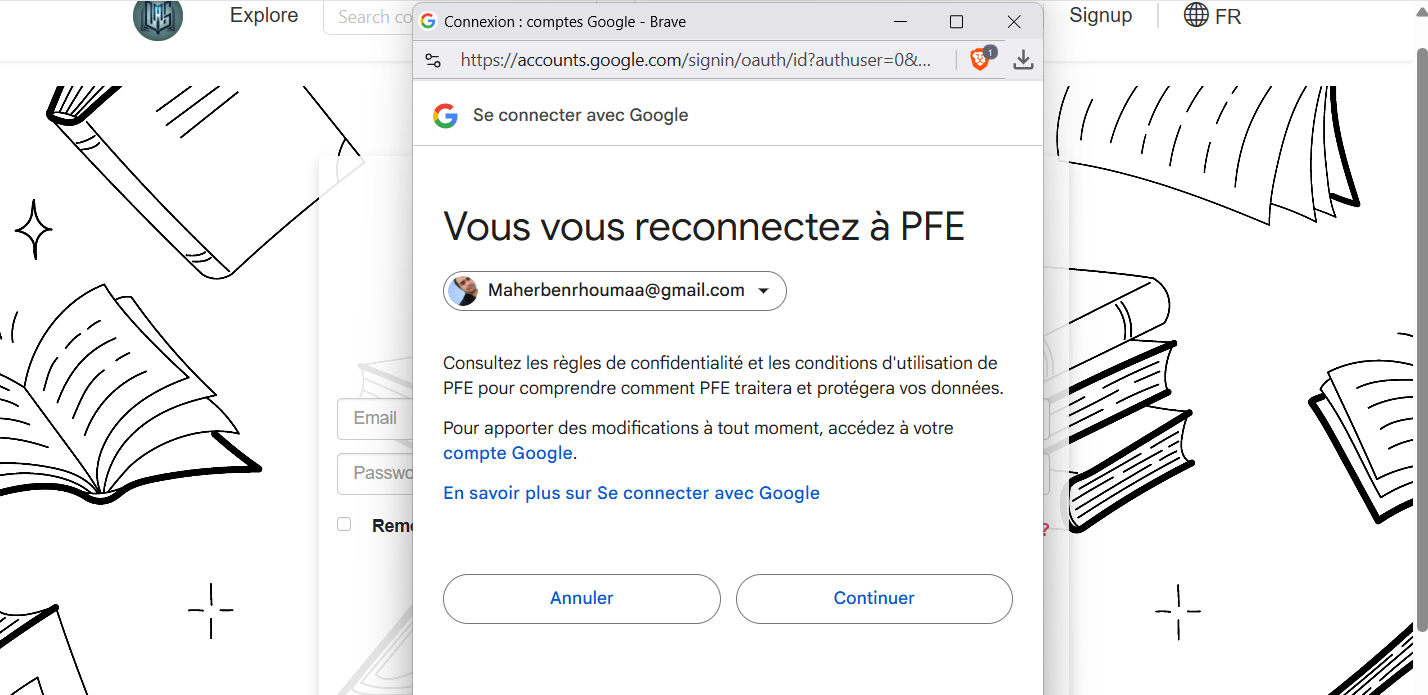 Explore
Search co
Signup
FR
Connexion : comptes Google - Brave
https://accounts.google.com/signin/oauth/id?authuser=0&...
1
Se connecter avec Google
Vous vous reconnectez à PFE
Maherbenrhoumaa@gmail.com
Consultez les règles de confidentialité et les conditions d'utilisation de
PFE pour comprendre comment PFE traitera et protégera vos données.
Pour apporter des modifications à tout moment, accédez à votre
compte Google.
En savoir plus sur Se connecter avec Google
Annuler
Continuer
Email
Passwo
Reme
?